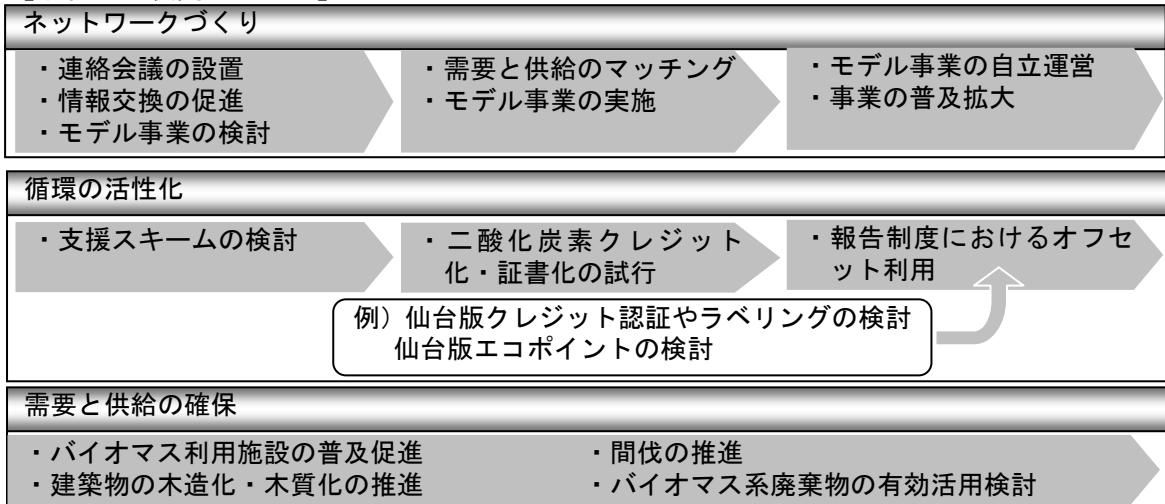 ネットワークづくり
・連絡会議の設置
・情報交換の促進
・モデル事業の検討
・需要と供給のマッチング
・モデル事業の実施
・モデル事業の自立運営
・事業の普及拡大
循環の活性化
・支援スキームの検討
・二酸化炭素クレジット
化・証書化の試行
・報告制度におけるオフセ
ット利用
例）仙台版クレジット認証やラベリングの検討
仙台版エコポイントの検討
需要と供給の確保
・バイオマス利用施設の普及促進
・建築物の木造化・木質化の推進
・間伐の推進
・バイオマス系廃棄物の有効活用検討